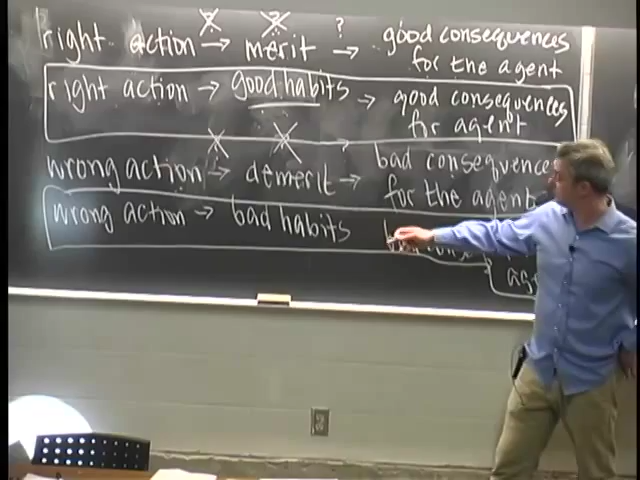 ?
right action → merit → good consequences
for the agent
right action → good habits → good consequences
for agent
wrong action → demerit → bad consequence
for the agent
wrong action → bad habits